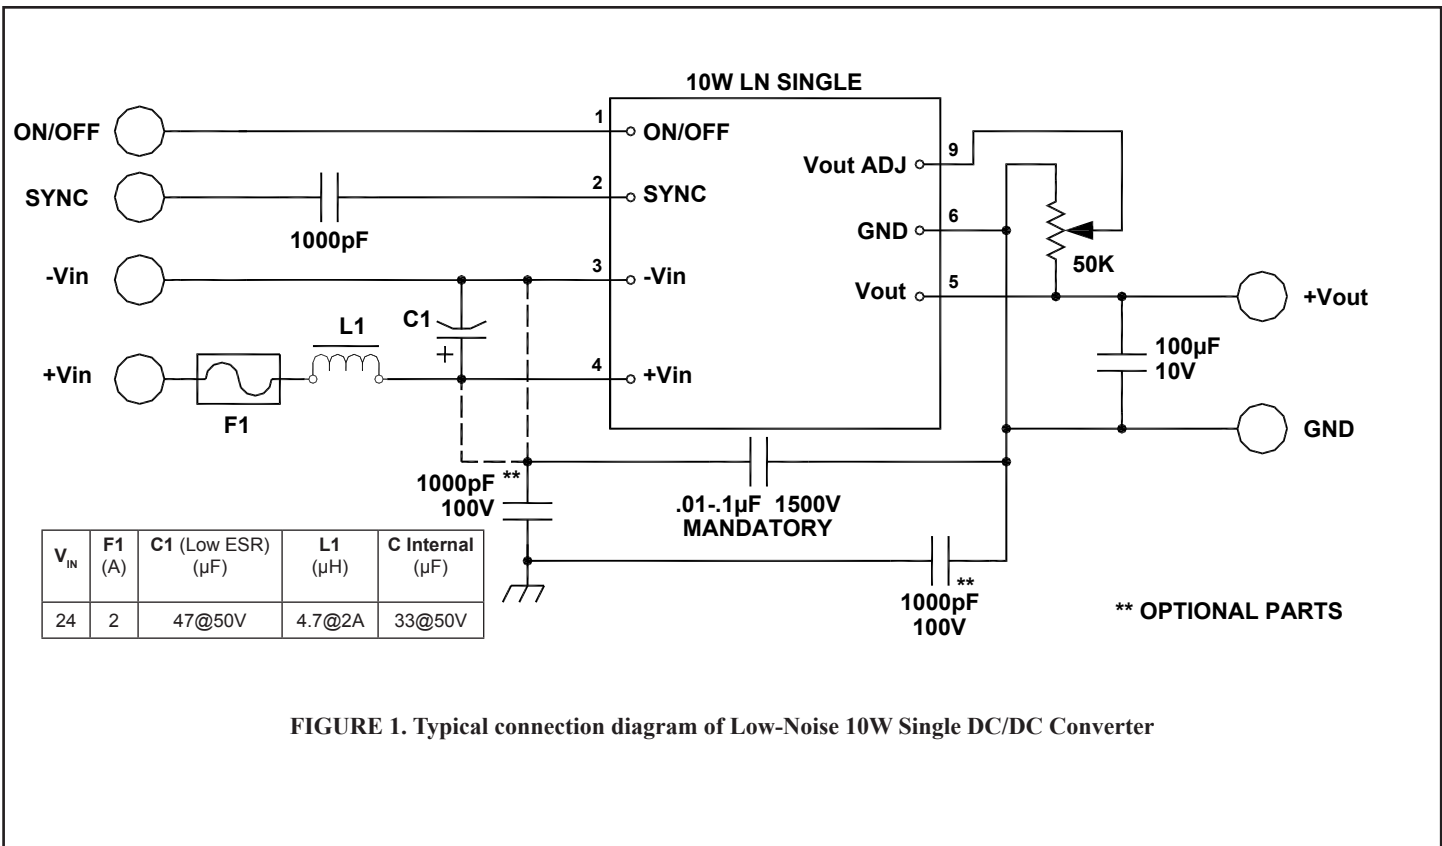 10W LN SINGLE
ON/OFF
1
ON/OFF
SYNC
1000pF
2
SYNC
-Vin
3
-Vin
C1
+
+Vin
F1
L1
4
+Vin
Vout ADJ
9
GND
6
Vout
5
50K
+Vout
100µF
10V
GND
1000pF **
100V
.01-.1µF 1500V
MANDATORY
**
1000pF
100V
** OPTIONAL PARTS
V_IN F1 (A) C1 (Low ESR) (µF) L1 (µH) C Internal (µF)
24 2 47@50V 4.7@2A 33@50V
FIGURE 1. Typical connection diagram of Low-Noise 10W Single DC/DC Converter